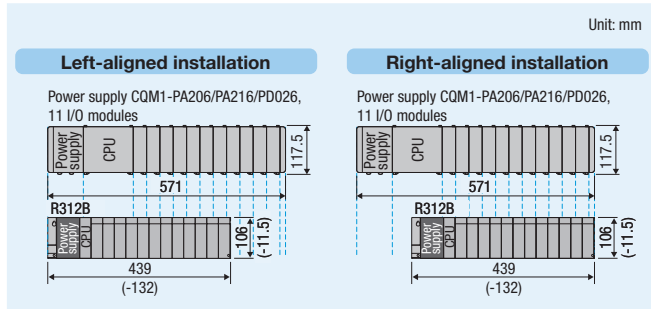 Unit: mm
Left-aligned installation
Power supply CQM1-PA206/PA216/PD026,
11 I/O modules
Power
supply
CPU
117.5
571
R312B
Power
supply
CPU
106
(-11.5)
439
(-132)
Right-aligned installation
Power supply CQM1-PA206/PA216/PD026,
11 I/O modules
Power
supply
CPU
117.5
571
R312B
Power
supply
CPU
106
(-11.5)
439
(-132)